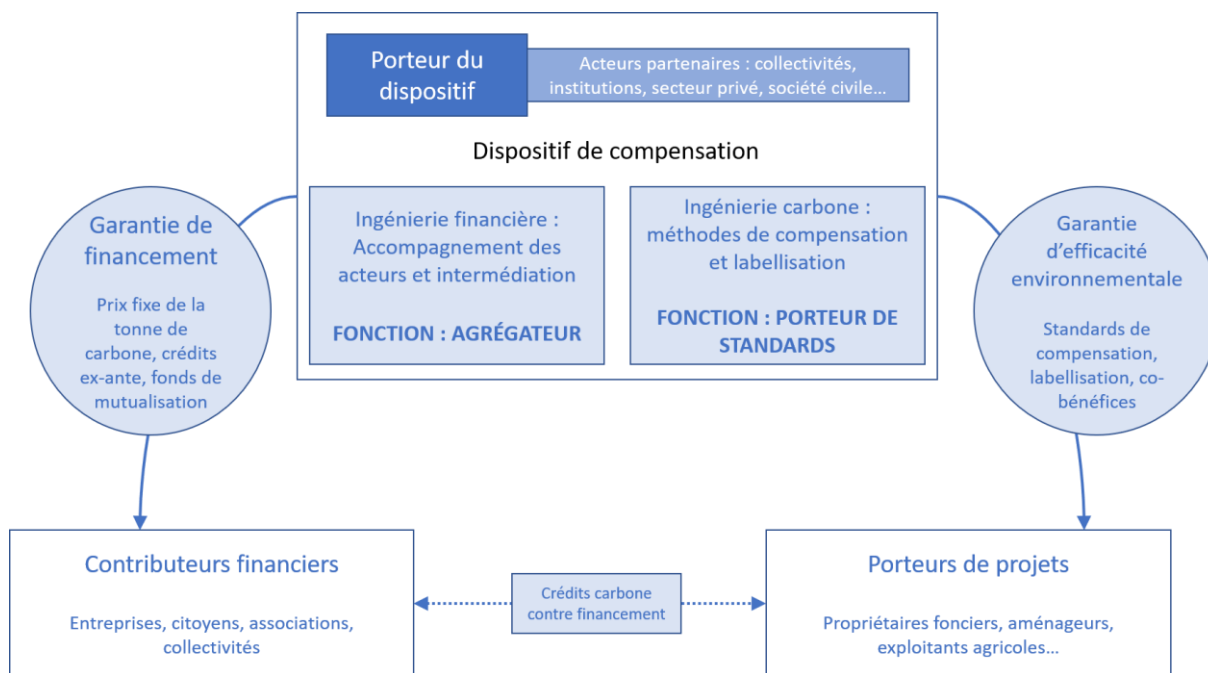 Porteur du
dispositif
Acteurs partenaires : collectivités,
institutions, secteur privé, société civile…
Dispositif de compensation
Garantie de
financement
Prix fixe de la
tonne de
carbone, crédits
ex-ante, fonds de
mutualisation
Ingénierie financière :
Accompagnement des
acteurs et intermédiation
FONCTION : AGRÉGATEUR
Ingénierie carbone :
méthodes de compensation
et labellisation
FONCTION : PORTEUR DE
STANDARDS
Garantie
d’efficacité
environnementale
Standards de
compensation,
labellisation, co-
bénéfices
Contributeurs financiers
Entreprises, citoyens, associations,
collectivités
Crédits carbone
contre financement
Porteurs de projets
Propriétaires fonciers, aménageurs,
exploitants agricoles…